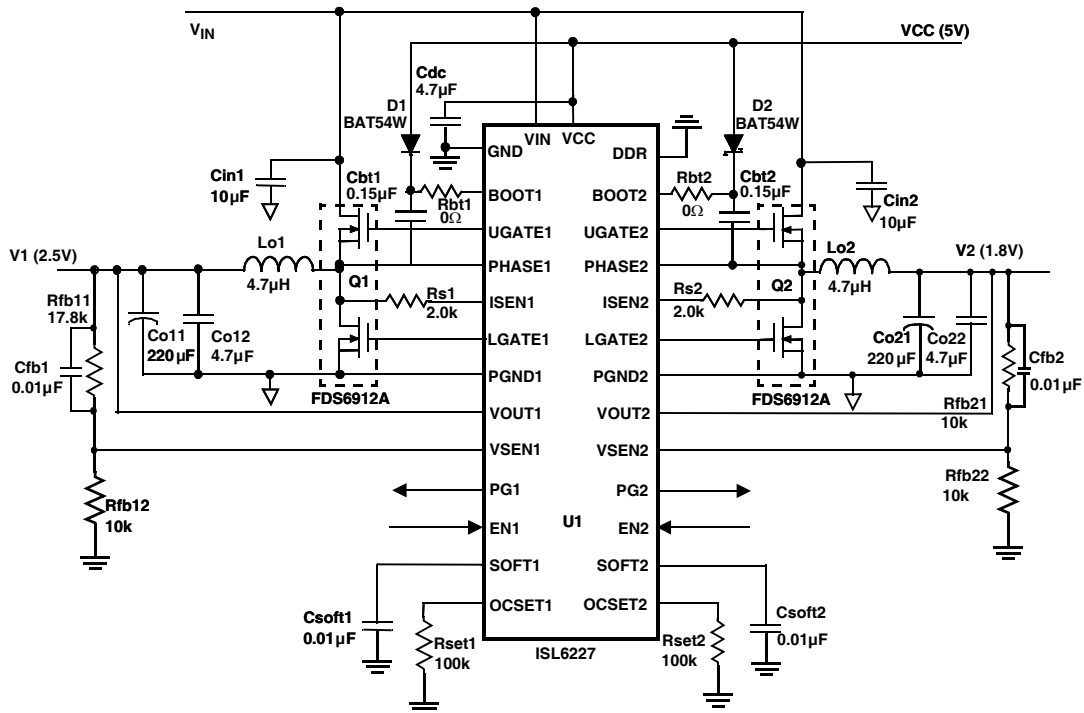 VIN
VCC (5V)
Cdc
4.7µF
D1
BAT54W
D2
BAT54W
VIN
VCC
GND
DDR
Cin1
10µF
Cbt1
0.15µF
Rbt1
0Ω
BOOT1
BOOT2
Rbt2
0Ω
Cbt2
0.15µF
Cin2
10µF
UGATE1
UGATE2
V1 (2.5V)
Lo1
4.7µH
PHASE1
PHASE2
Lo2
4.7µH
V2 (1.8V)
Q1
Q2
Rs1
2.0k
ISEN1
ISEN2
Rs2
2.0k
Rfb11
17.8k
Co11
220µF
Co12
4.7µF
LGATE1
LGATE2
Co21
220µF
Co22
4.7µF
Cfb1
0.01µF
Cfb2
0.01µF
PGND1
PGND2
FDS6912A
FDS6912A
VOUT1
VOUT2
Rfb21
10k
VSEN1
VSEN2
Rfb12
10k
Rfb22
10k
PG1
PG2
EN1
U1
EN2
SOFT1
SOFT2
OCSET1
OCSET2
Csoft1
0.01µF
Csoft2
0.01µF
Rset1
100k
Rset2
100k
ISL6227